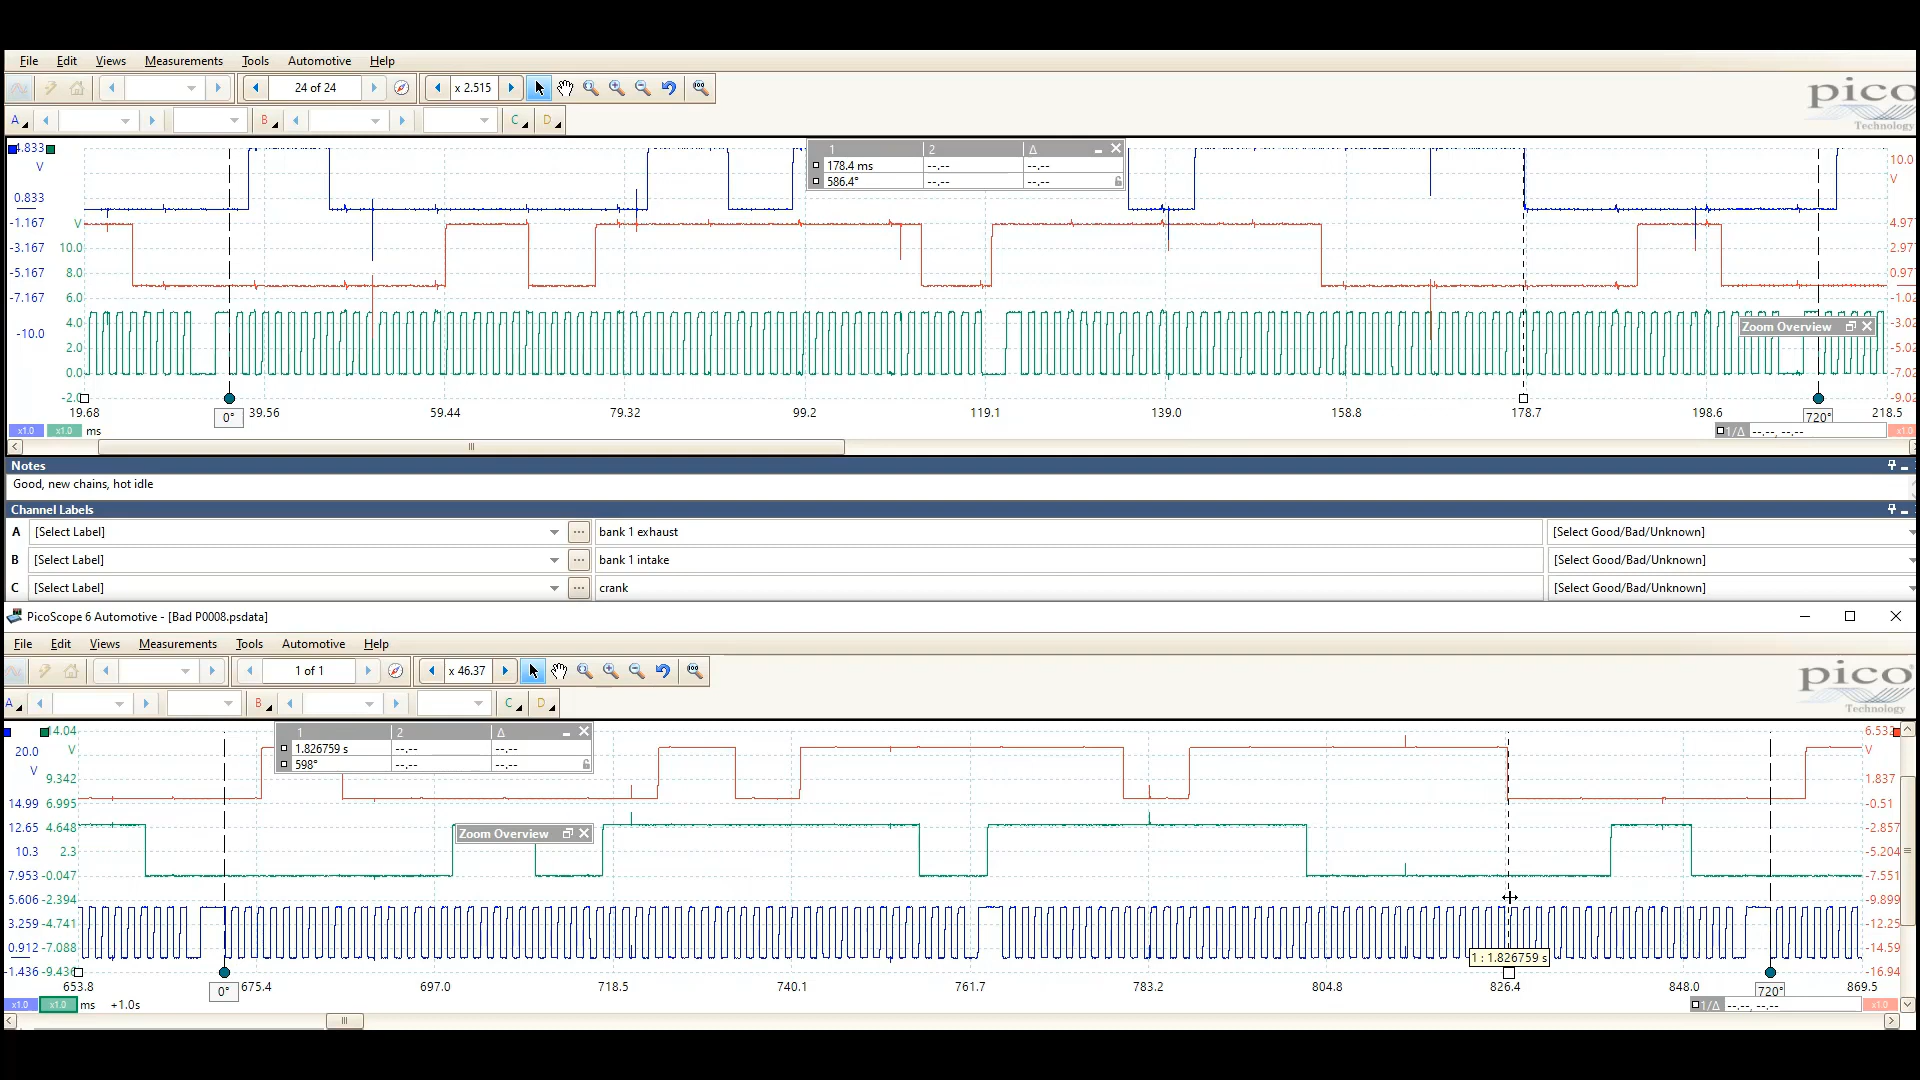 File Edit Views Measurements Tools Automotive Help
24 of 24 x 2.515
pico
Technology
A B C D
4.833
V
0.833
-1.167
-3.167
-5.167
-7.167
-10.0
V
10.0
8.0
6.0
4.0
2.0
0.0
-2.0
1 2 Δ
178.4 ms --.-- --.--
586.4° --.-- --.--
10.0
V
4.97
2.97
0.97
-1.02
-3.02
-5.02
-7.02
-9.02
Zoom Overview
19.68 39.56 59.44 79.32 99.2 119.1 139.0 158.8 178.7 198.6 218.5
0° 720°
x1.0 x1.0 ms
1/Δ --.--, --.-- x1.0
Notes
Good, new chains, hot idle
Channel Labels
A [Select Label] ... bank 1 exhaust [Select Good/Bad/Unknown]
B [Select Label] ... bank 1 intake [Select Good/Bad/Unknown]
C [Select Label] ... crank [Select Good/Bad/Unknown]
PicoScope 6 Automotive - [Bad P0008.psdata]
File Edit Views Measurements Tools Automotive Help
1 of 1 x 46.37
pico
Technology
A B C D
20.0
V
14.99
12.65
10.3
7.953
5.606
3.259
0.912
-1.436
14.04
V
9.342
6.995
4.648
2.3
-0.047
-2.394
-4.741
-7.088
-9.436
1 2 Δ
1.826759 s --.-- --.--
598° --.-- --.--
Zoom Overview
6.532
V
1.837
-0.51
-2.857
-5.204
-7.551
-9.899
-12.25
-14.59
-16.94
1 : 1.826759 s
653.8 675.4 697.0 718.5 740.1 761.7 783.2 804.8 826.4 848.0 869.5
0° 720°
x1.0 x1.0 ms +1.0s
1/Δ --.--, --.-- x1.0